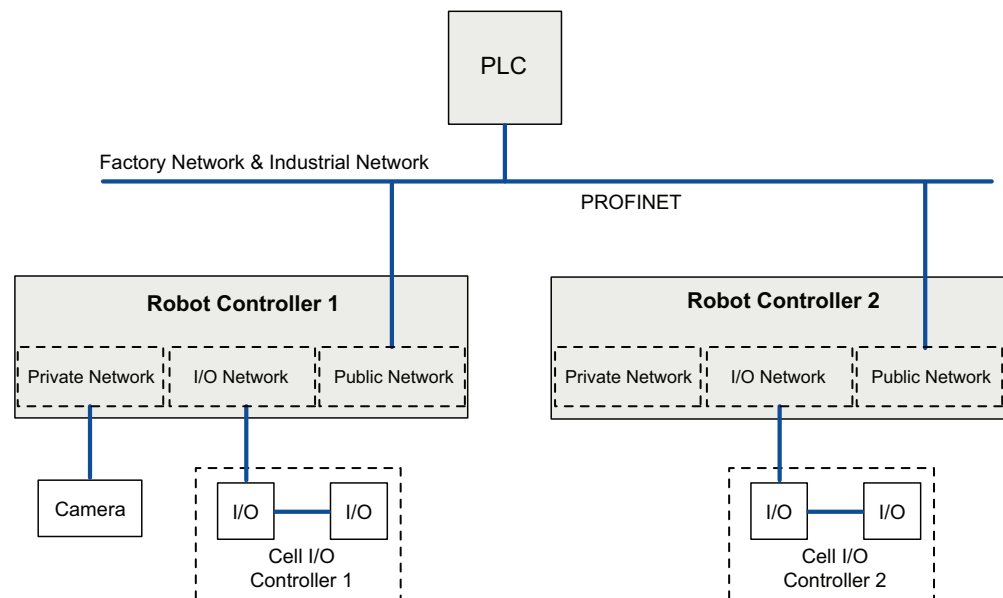 PLC
Factory Network & Industrial Network
PROFINET
Robot Controller 1
Robot Controller 2
Private Network
I/O Network
Public Network
Private Network
I/O Network
Public Network
Camera
I/O
I/O
Cell I/O
Controller 1
I/O
I/O
Cell I/O
Controller 2